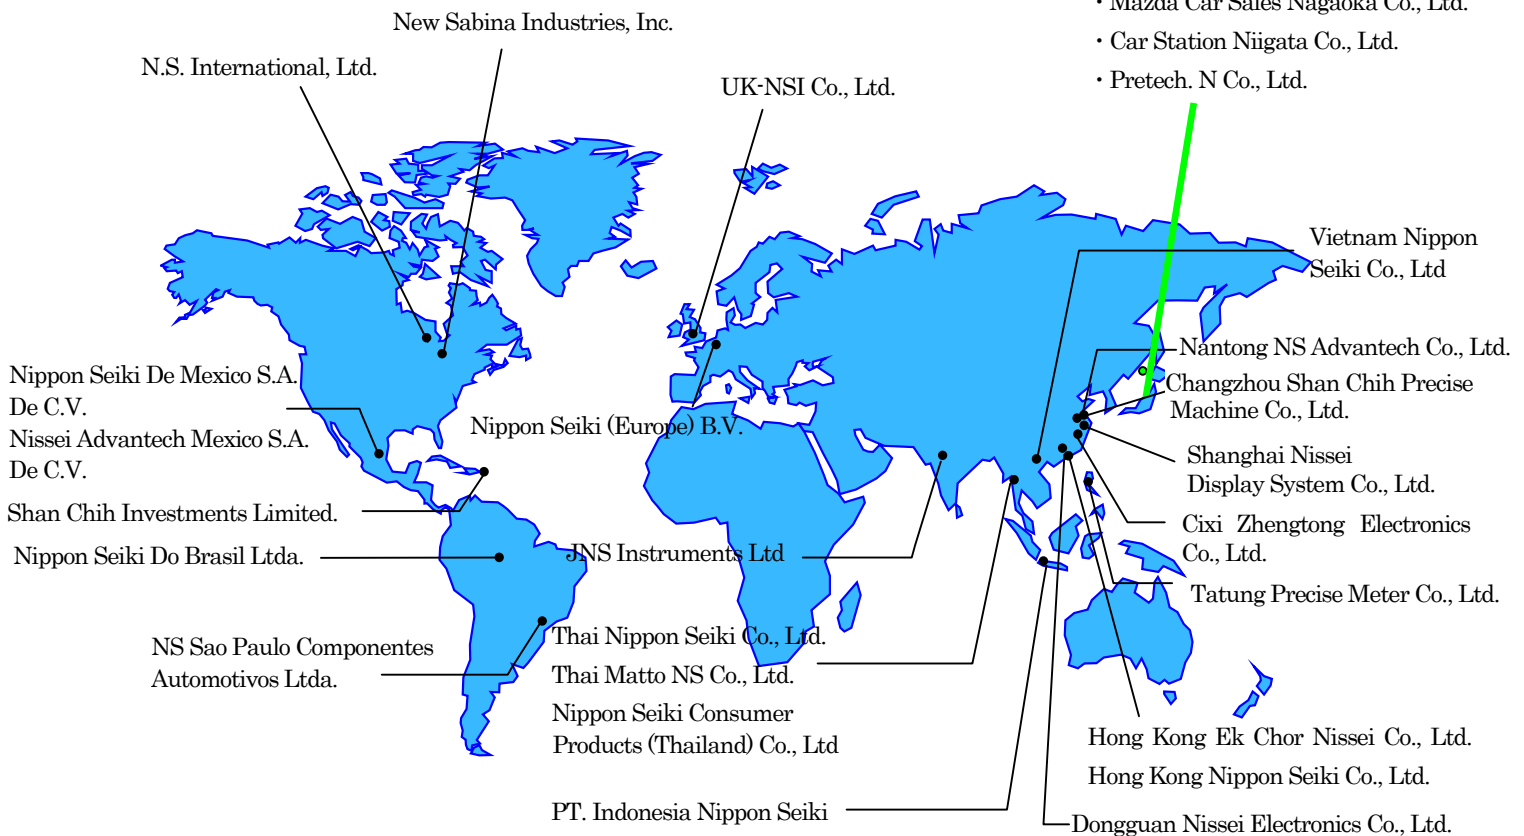 ・Mazda Car Sales Nagaoka Co., Ltd.
New Sabina Industries, Inc.
・Car Station Niigata Co., Ltd.
N.S. International, Ltd.
UK-NSI Co., Ltd.
・Pretech. N Co., Ltd.
Vietnam Nippon
Seiki Co., Ltd
Nantong NS Advantech Co., Ltd.
Nippon Seiki De Mexico S.A.
De C.V.
Changzhou Shan Chih Precise
Machine Co., Ltd.
Nippon Seiki (Europe) B.V.
Nissei Advantech Mexico S.A.
De C.V.
Shanghai Nissei
Display System Co., Ltd.
Shan Chih Investments Limited.
Cixi Zhengtong Electronics
Co., Ltd.
Nippon Seiki Do Brasil Ltda.
JNS Instruments Ltd
Tatung Precise Meter Co., Ltd.
NS Sao Paulo Componentes
Automotivos Ltda.
Thai Nippon Seiki Co., Ltd.
Thai Matto NS Co., Ltd.
Nippon Seiki Consumer
Products (Thailand) Co., Ltd
Hong Kong Ek Chor Nissei Co., Ltd.
Hong Kong Nippon Seiki Co., Ltd.
PT. Indonesia Nippon Seiki
Dongguan Nissei Electronics Co., Ltd.